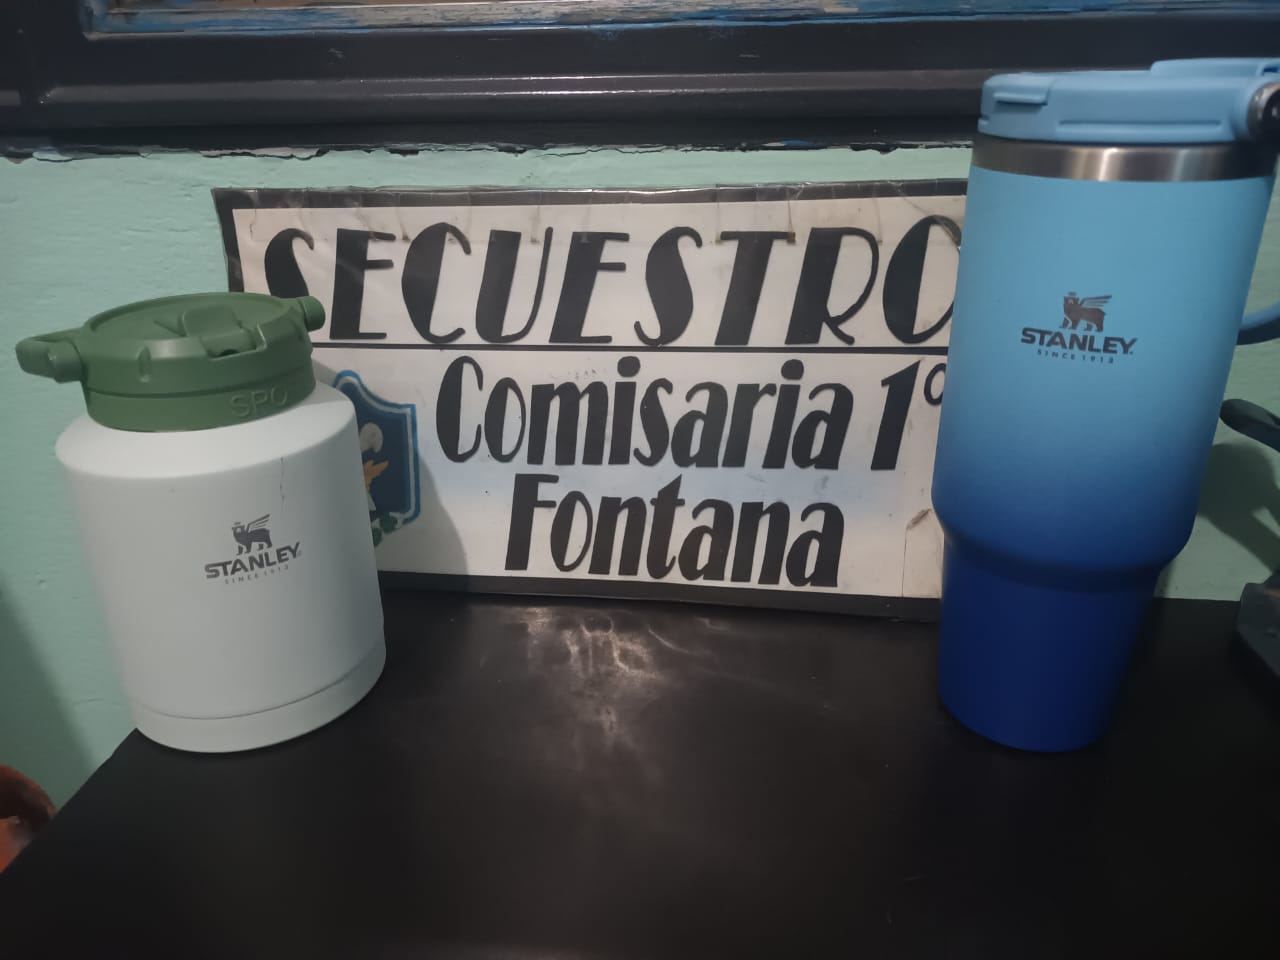 SECUESTRO
Comisaria 1°
Fontana
SPO
STANLEY
SINCE 1913
STANLEY
SINCE 1913